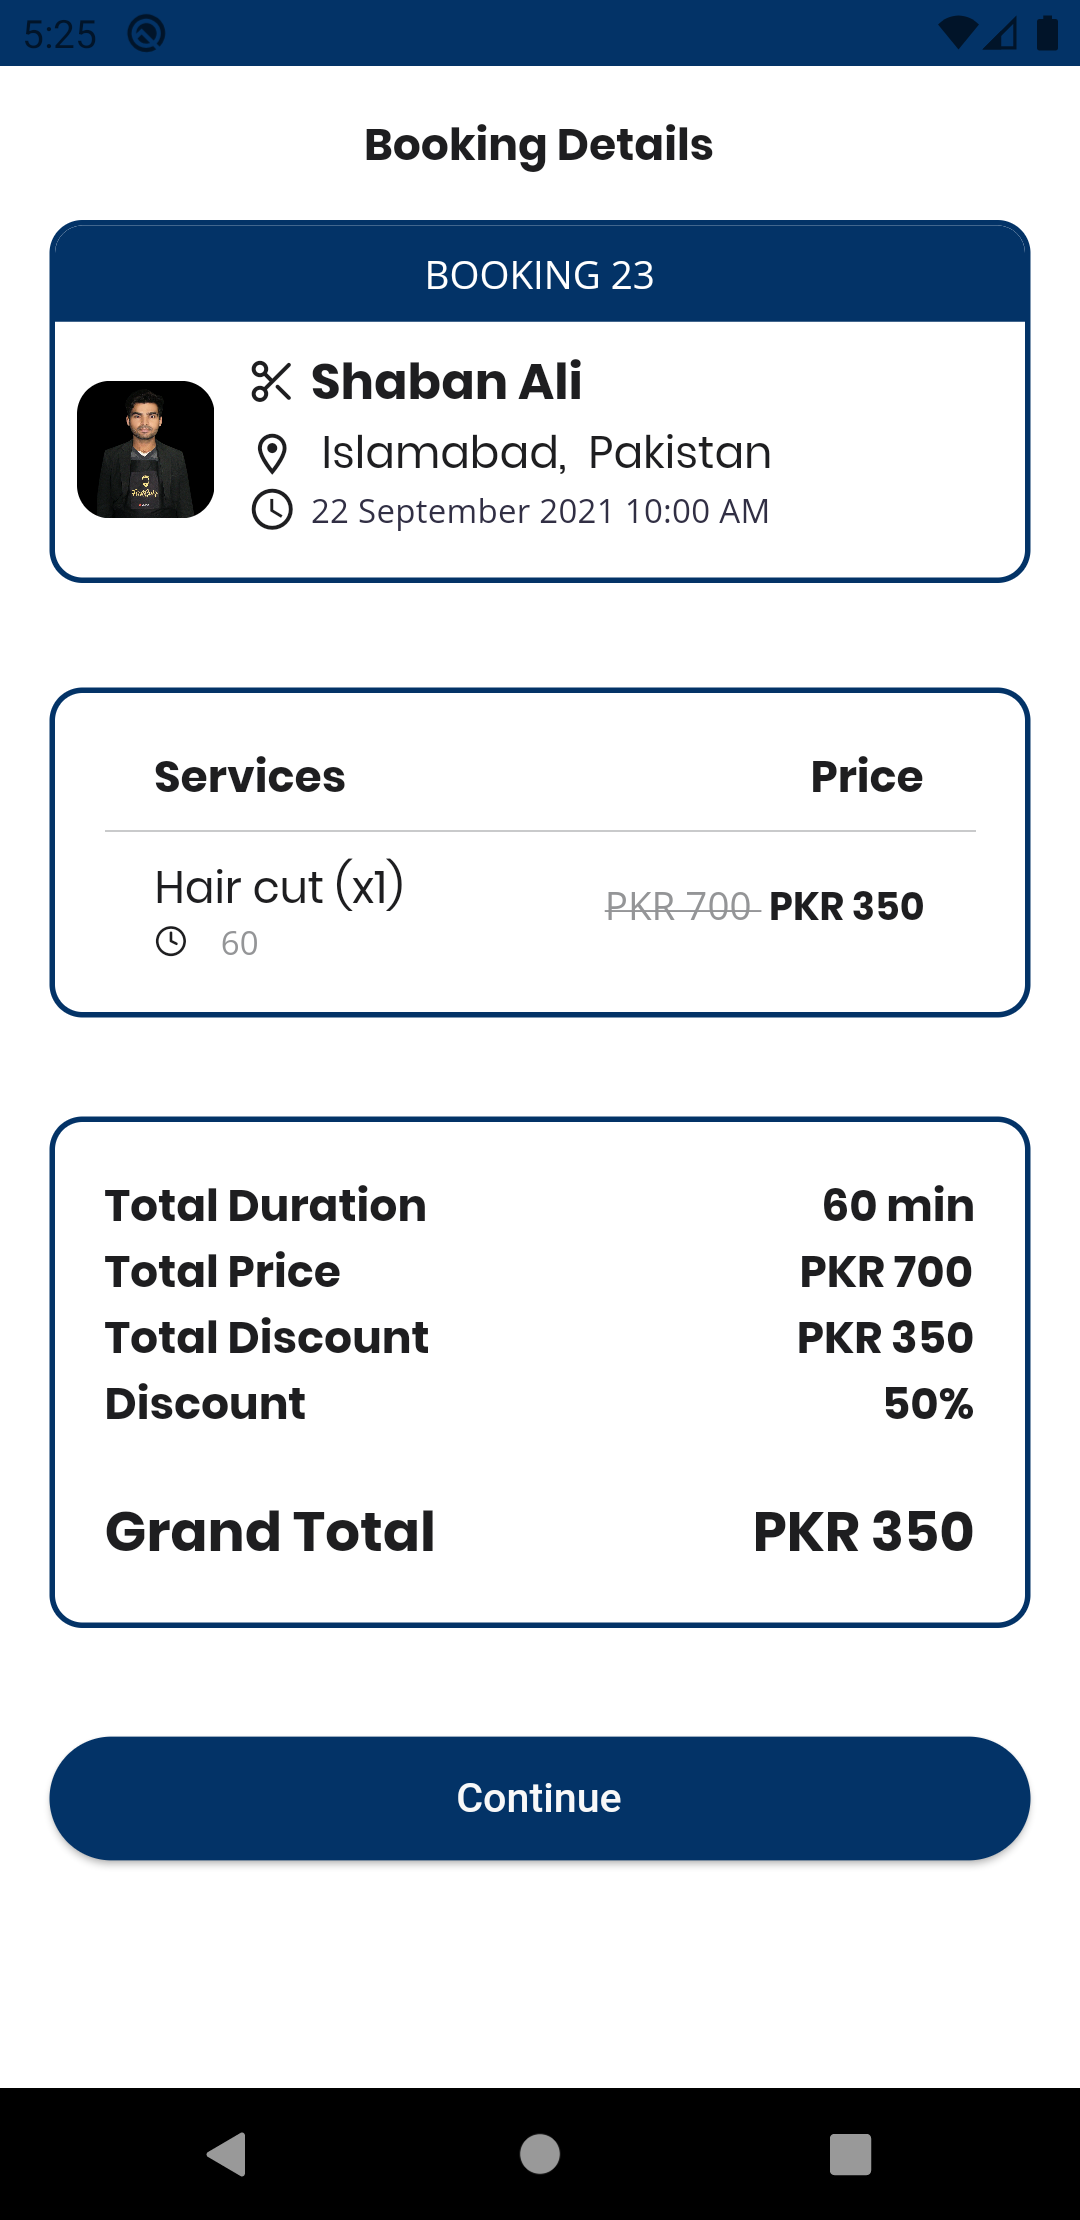 5:25
Booking Details
BOOKING 23
Shaban Ali
Islamabad, Pakistan
22 September 2021 10:00 AM
Services Price
Hair cut (x1)
PKR 700 PKR 350
60
Total Duration 60 min
Total Price PKR 700
Total Discount PKR 350
Discount 50%
Grand Total PKR 350
Continue